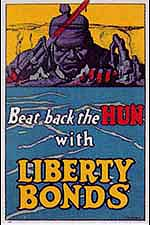 Beat back the HUN
with
LIBERTY
BONDS